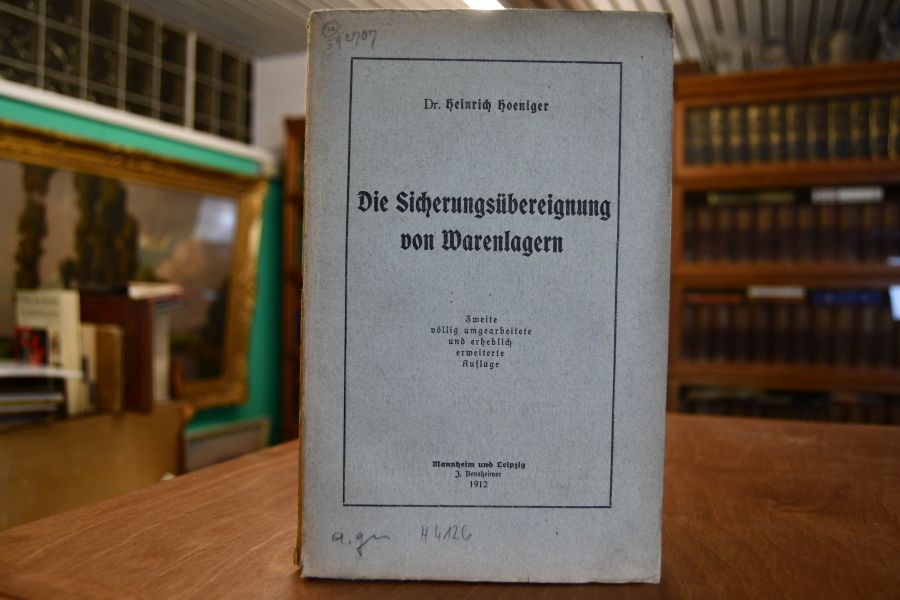 Dr. Heinrich Hoeniger
Die Sicherungsübereignung
von Warenlagern
Zweite
völlig umgearbeitete
und erheblich
erweiterte
Auflage
Mannheim und Leipzig
J. Bensheimer
1912
H 4126